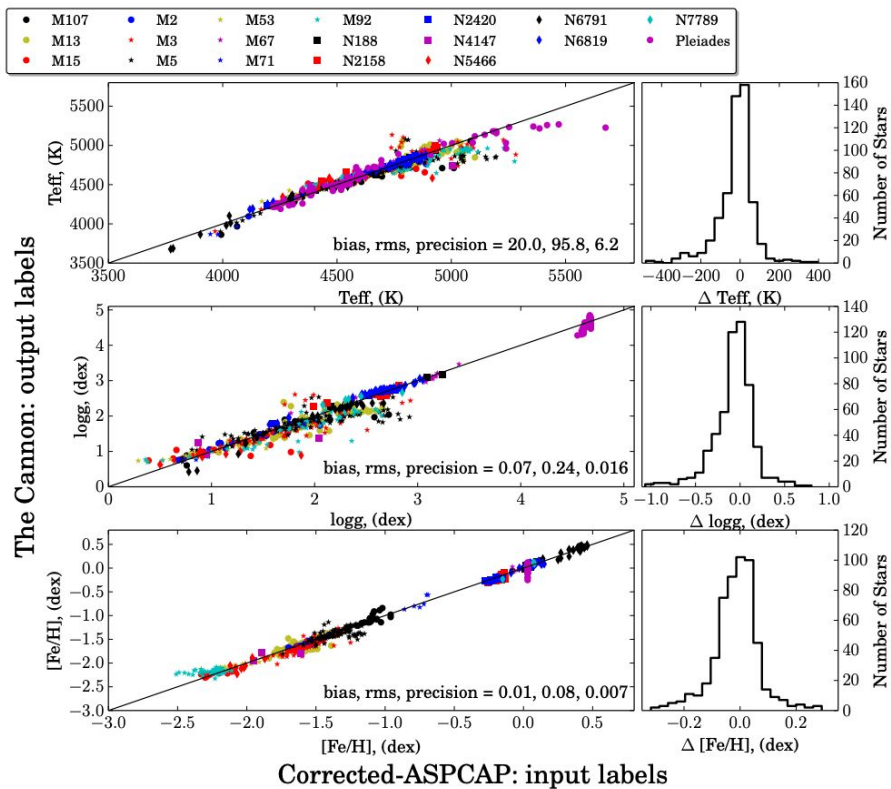 M107 M2 M53 M92 N2420 N6791 N7789
M13 M3 M67 N188 N4147 N6819 Pleiades
M15 M5 M71 N2158 N5466
The Cannon: output labels
Teff, (K)
5500
5000
4500
4000
3500
bias, rms, precision = 20.0, 95.8, 6.2
3500 4000 4500 5000 5500
Teff, (K)
160
140
120
100
80
60
40
20
0
Number of Stars
−400 −200 0 200 400
Δ Teff, (K)
logg, (dex)
5
4
3
2
1
0
bias, rms, precision = 0.07, 0.24, 0.016
0 1 2 3 4 5
logg, (dex)
140
120
100
80
60
40
20
0
Number of Stars
−1.0 −0.5 0.0 0.5 1.0
Δ logg, (dex)
[Fe/H], (dex)
0.5
0.0
−0.5
−1.0
−1.5
−2.0
−2.5
−3.0
bias, rms, precision = 0.01, 0.08, 0.007
−3.0 −2.5 −2.0 −1.5 −1.0 −0.5 0.0 0.5
[Fe/H], (dex)
120
100
80
60
40
20
0
Number of Stars
−0.2 0.0 0.2
Δ [Fe/H], (dex)
Corrected-ASPCAP: input labels